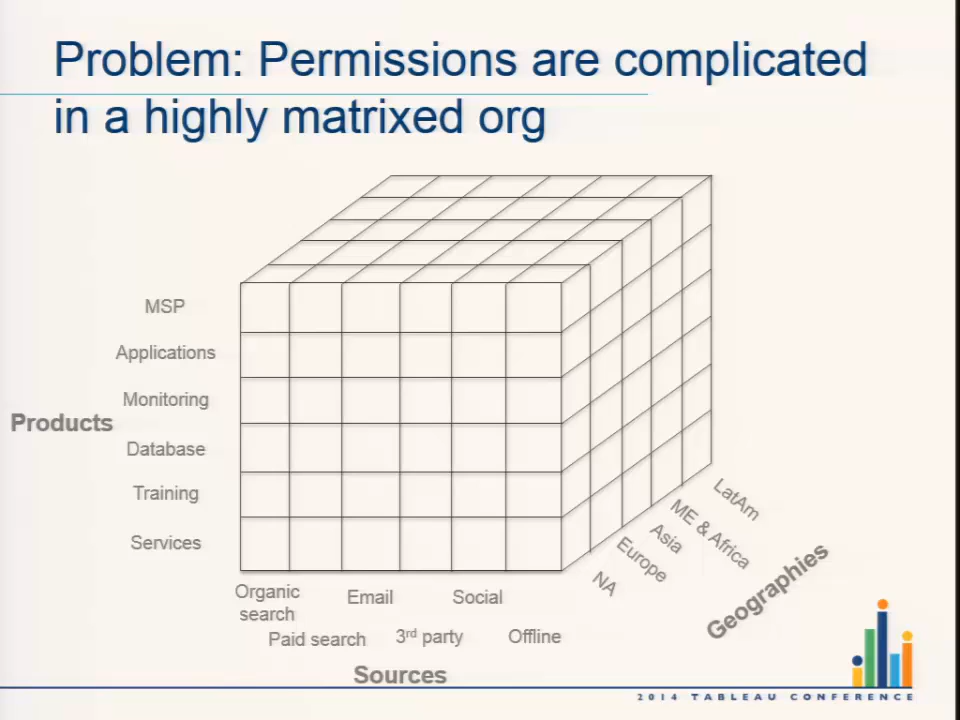 Problem: Permissions are complicated
in a highly matrixed org
MSP
Applications
Monitoring
Products
Database
Training
Services
Organic
search
Paid search
Email
3rd party
Social
Offline
Sources
NA
Europe
Asia
ME & Africa
LatAm
Geographies
2014 TABLEAU CONFERENCE